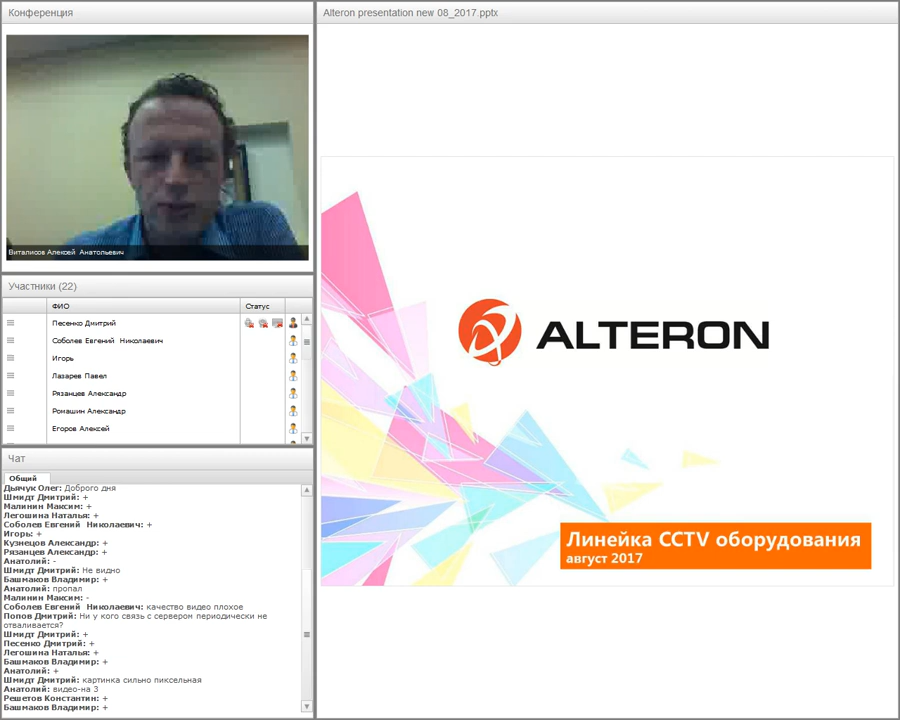 Конференция
Виталисов Алексей Анатольевич
Участники (22)
ФИО
Статус
Песенко Дмитрий
Соболев Евгений Николаевич
Игорь
Лазарев Павел
Рязанцев Александр
Ромашин Александр
Егоров Алексей
Чат
Общий
Дьячук Олег: Доброго дня
Шмидт Дмитрий: +
Малинин Максим: +
Легошина Наталья: +
Соболев Евгений Николаевич: +
Игорь: +
Кузнецов Александр: +
Рязанцев Александр: +
Анатолий: -
Шмидт Дмитрий: Не видно
Башмаков Владимир: +
Анатолий: пропал
Малинин Максим: -
Соболев Евгений Николаевич: качество видео плохое
Попов Дмитрий: Ни у кого связь с сервером периодически не
отваливается?
Шмидт Дмитрий: +
Песенко Дмитрий: +
Легошина Наталья: +
Башмаков Владимир: +
Анатолий: +
Шмидт Дмитрий: картинка сильно пиксельная
Анатолий: видео-на 3
Решетов Константин: +
Башмаков Владимир: +
Alteron presentation new 08_2017.pptx
ALTERON
Линейка CCTV оборудования
август 2017